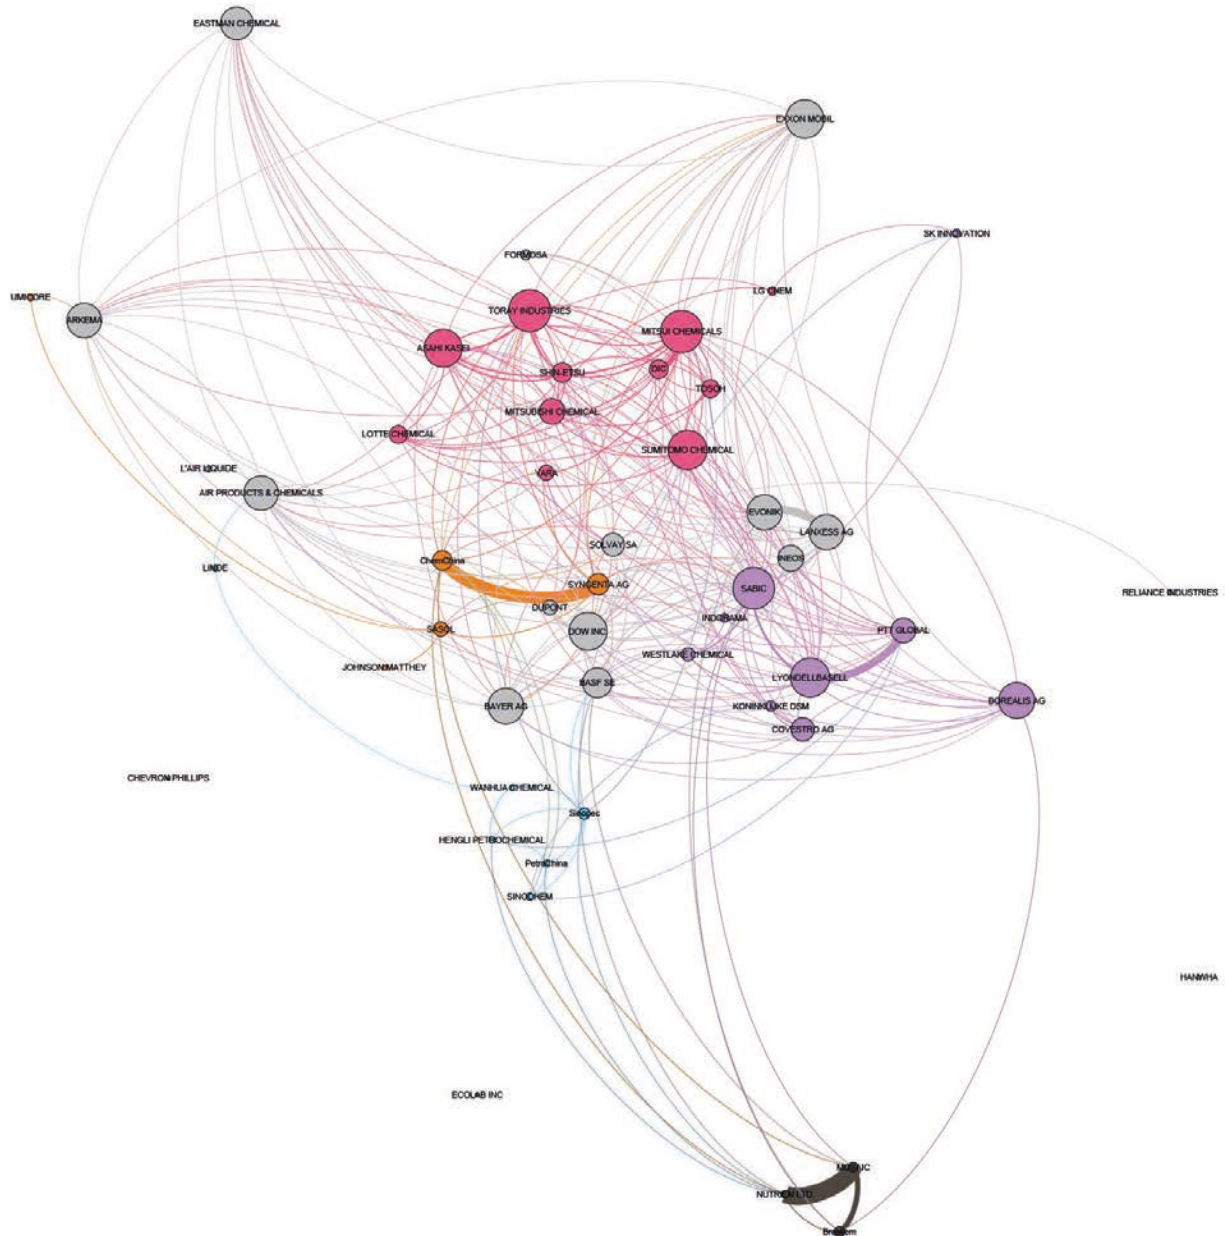 EASTMAN CHEMICAL
EXXON MOBIL
SK INNOVATION
FORMOSA
LG CHEM
UMICORE
ARKEMA
TORAY INDUSTRIES
MITSUI CHEMICALS
ASAHI KASEI
SHIN-ETSU
DIC
TOSOH
MITSUBISHI CHEMICAL
LOTTE CHEMICAL
SUMITOMO CHEMICAL
L'AIR LIQUIDE
YARA
AIR PRODUCTS & CHEMICALS
EVONIK
LANXESS AG
SOLVAY SA
INEOS
ChemChina
LINDE
SYNGENTA AG
SABIC
RELIANCE INDUSTRIES
DUPONT
INDORAMA
SASOL
DOW INC.
PTT GLOBAL
WESTLAKE CHEMICAL
JOHNSON MATTHEY
LYONDELLBASELL
BASF SE
BAYER AG
KONINKLIJKE DSM
BOREALIS AG
COVESTRO AG
CHEVRON PHILLIPS
WANHUA CHEMICAL
Sinopec
HENGLI PETROCHEMICAL
PetroChina
SINOCHEM
HANWHA
ECOLAB INC
MOSAIC
NUTRIEN LTD.
Braskem